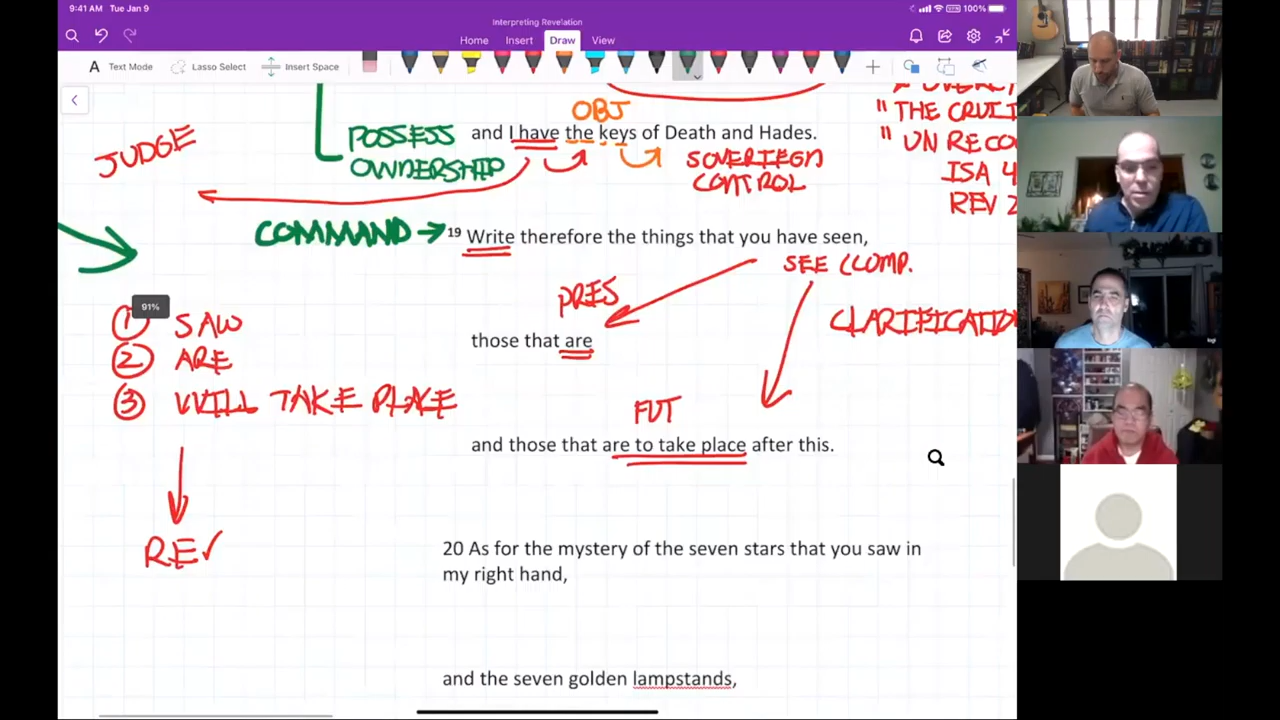 9:41 AM Tue Jan 9
100%
Interpreting Revelation
Home Insert Draw View
Text Mode Lasso Select Insert Space
OBJ
POSSESS
OWNERSHIP
JUDGE
and I have the keys of Death and Hades.
SOVERIEGN
CONTROL
" THE CRUCI
" UN RECO
ISA 4
REV 2
COMMAND → 19 Write therefore the things that you have seen,
SEE (COMP.
PRES
91%
① SAW
CLARIFICATION
those that are
② ARE
③ WILL TAKE PLACE
FUT
and those that are to take place after this.
REV
20 As for the mystery of the seven stars that you saw in
my right hand,
and the seven golden lampstands,